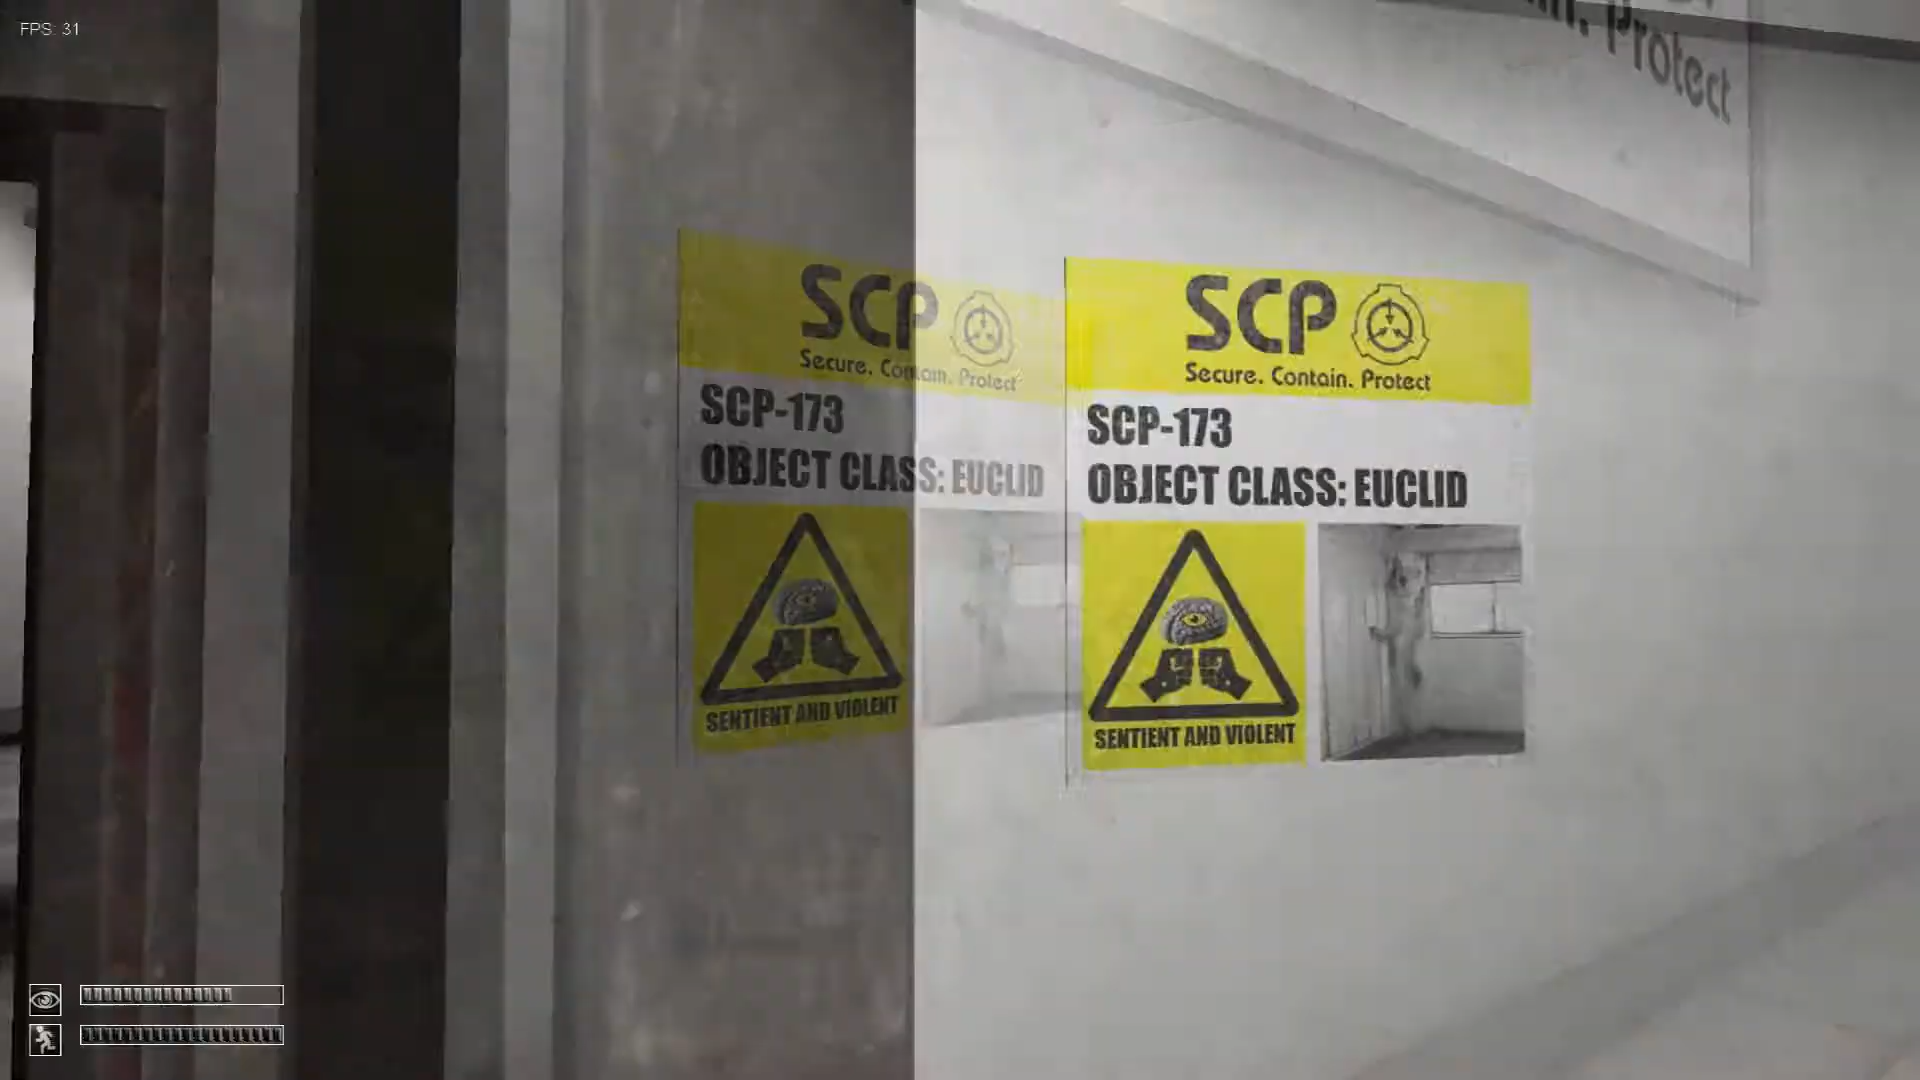 FPS: 31
Protect
SCP
Secure. Contain. Protect
SCP-173
OBJECT CLASS: EUCLID
SENTIENT AND VIOLENT
SCP
Secure. Contain. Protect
SCP-173
OBJECT CLASS: EUCLID
SENTIENT AND VIOLENT